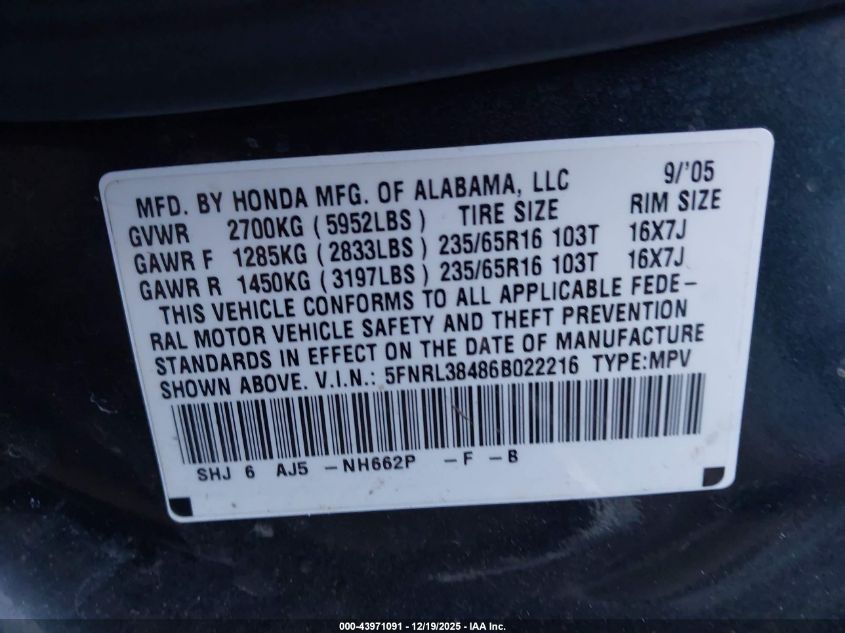 MFD. BY HONDA MFG. OF ALABAMA, LLC 9/'05
GVWR 2700KG ( 5952LBS ) TIRE SIZE RIM SIZE
GAWR F 1285KG ( 2833LBS ) 235/65R16 103T 16X7J
GAWR R 1450KG ( 3197LBS ) 235/65R16 103T 16X7J
THIS VEHICLE CONFORMS TO ALL APPLICABLE FEDE-
RAL MOTOR VEHICLE SAFETY AND THEFT PREVENTION
STANDARDS IN EFFECT ON THE DATE OF MANUFACTURE
SHOWN ABOVE. V.I.N.: 5FNRL38486B022216 TYPE:MPV
SHJ 6 AJ5 -NH662P -F -B
000-43971091 - 12/19/2025 - IAA Inc.